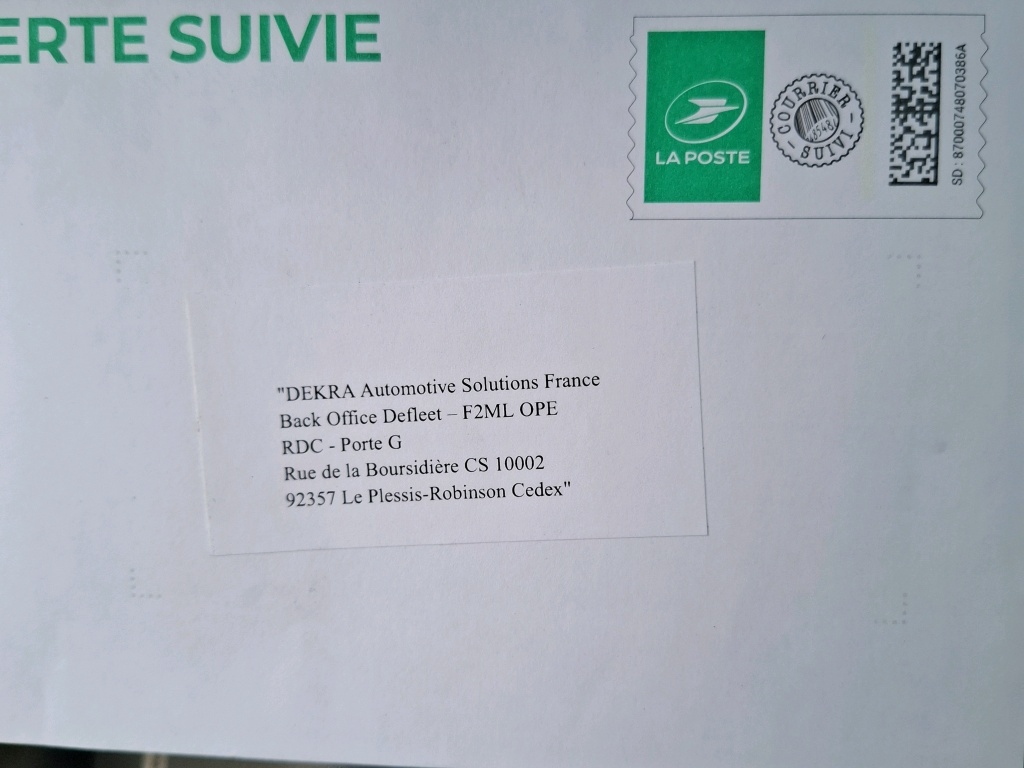 ERTE SUIVIE
LA POSTE
COURRIER
SUIVI
SD : 87000748070386A
"DEKRA Automotive Solutions France
Back Office Defleet – F2ML OPE
RDC - Porte G
Rue de la Boursidière CS 10002
92357 Le Plessis-Robinson Cedex"